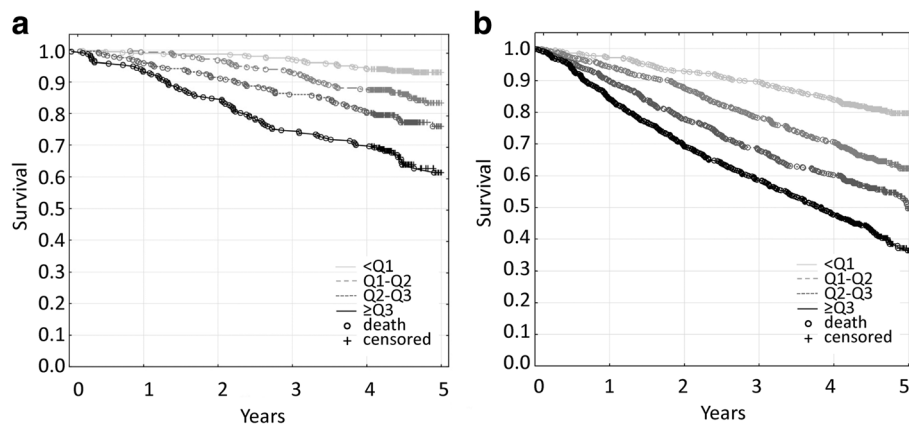 a
1.0
0.9
0.8
0.7
0.6
1.0
0.9
0.3
0.2
0.1
0.0
Survival
0 1 2 3 4 5
Years
<Q1
Q1-Q2
Q2-Q3
≥Q3
death
censored
b
1.0
0.9
0.8
0.7
0.6
0.5
0.4
0.3
0.2
0.1
0.0
Survival
0 1 2 3 4 5
Years
<Q1
Q1-Q2
Q2-Q3
≥Q3
death
censored